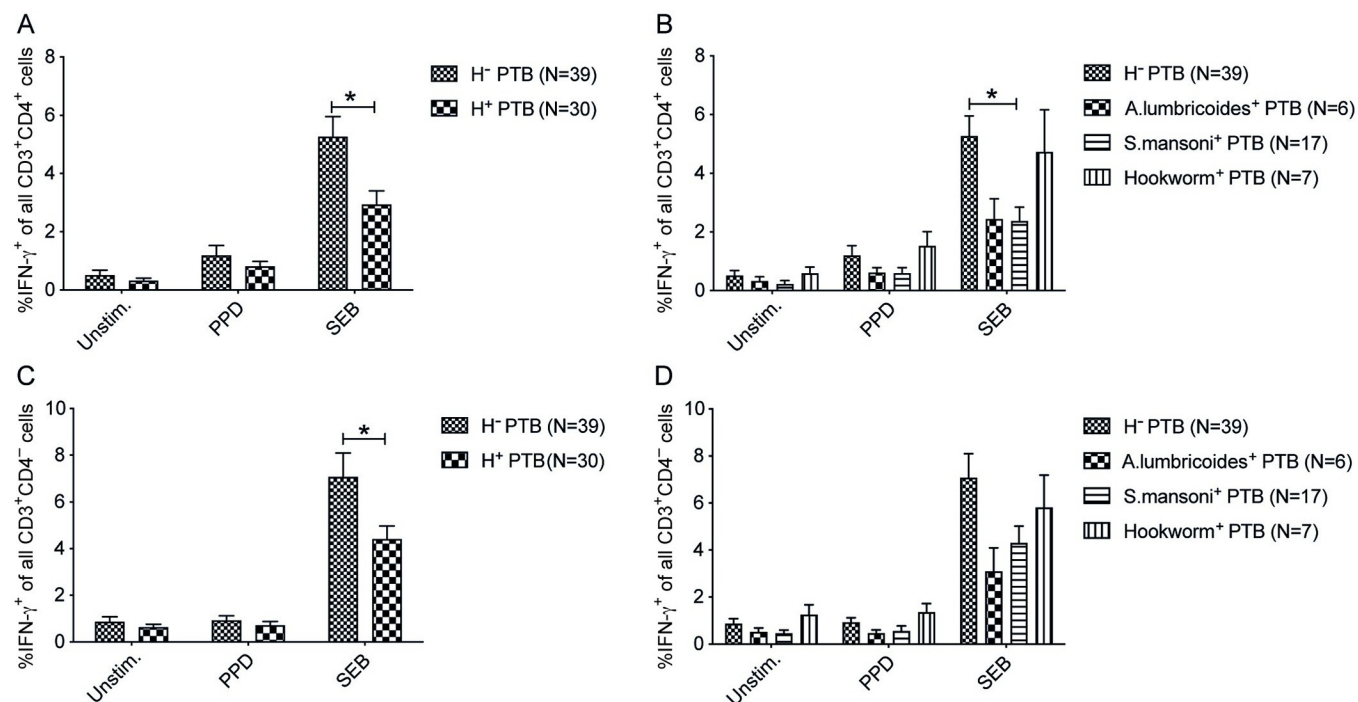 A
%IFN-γ⁺ of all CD3⁺CD4⁺ cells
8
6
4
2
0
Unstim.
PPD
SEB
*
H⁻ PTB (N=39)
H⁺ PTB (N=30)
B
%IFN-γ⁺ of all CD3⁺CD4⁺ cells
8
6
4
2
0
Unstim.
PPD
SEB
*
H⁻ PTB (N=39)
A.lumbricoides⁺ PTB (N=6)
S.mansoni⁺ PTB (N=17)
Hookworm⁺ PTB (N=7)
C
%IFN-γ⁺ of all CD3⁺CD4⁻ cells
10
8
6
4
2
0
Unstim.
PPD
SEB
*
H⁻ PTB (N=39)
H⁺ PTB(N=30)
D
%IFN-γ⁺ of all CD3⁺CD4⁻ cells
10
8
6
4
2
0
Unstim.
PPD
SEB
H⁻ PTB (N=39)
A.lumbricoides⁺ PTB (N=6)
S.mansoni⁺ PTB (N=17)
Hookworm⁺ PTB (N=7)